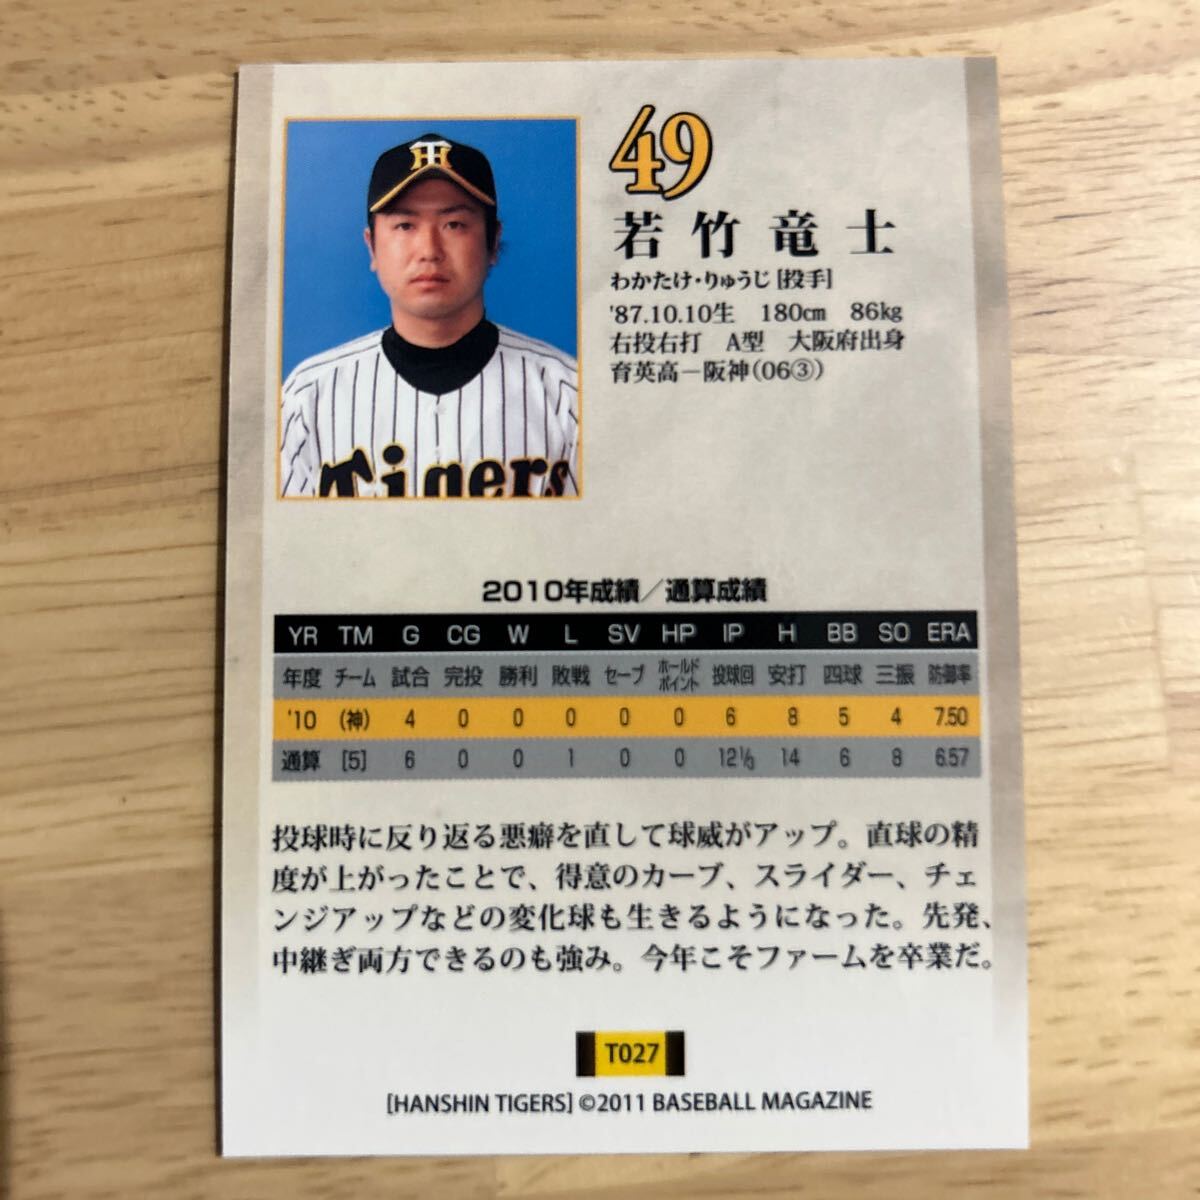 49
若竹竜士
わかたけ・りゅうじ [投手]
'87.10.10生 180㎝ 86kg
右投右打 A型 大阪府出身
育英高－阪神(06③)
Tigers
2010年成績／通算成績
YR TM G CG W L SV HP IP H BB SO ERA
年度 チーム 試合 完投 勝利 敗戦 セーブ ホールドポイント 投球回 安打 四球 三振 防御率
'10 (神) 4 0 0 0 0 0 6 8 5 4 7.50
通算 [5] 6 0 0 1 0 0 12⅓ 14 6 8 6.57
投球時に反り返る悪癖を直して球威がアップ。直球の精
度が上がったことで、得意のカーブ、スライダー、チェ
ンジアップなどの変化球も生きるようになった。先発、
中継ぎ両方できるのも強み。今年こそファームを卒業だ。
T027
[HANSHIN TIGERS] ©2011 BASEBALL MAGAZINE